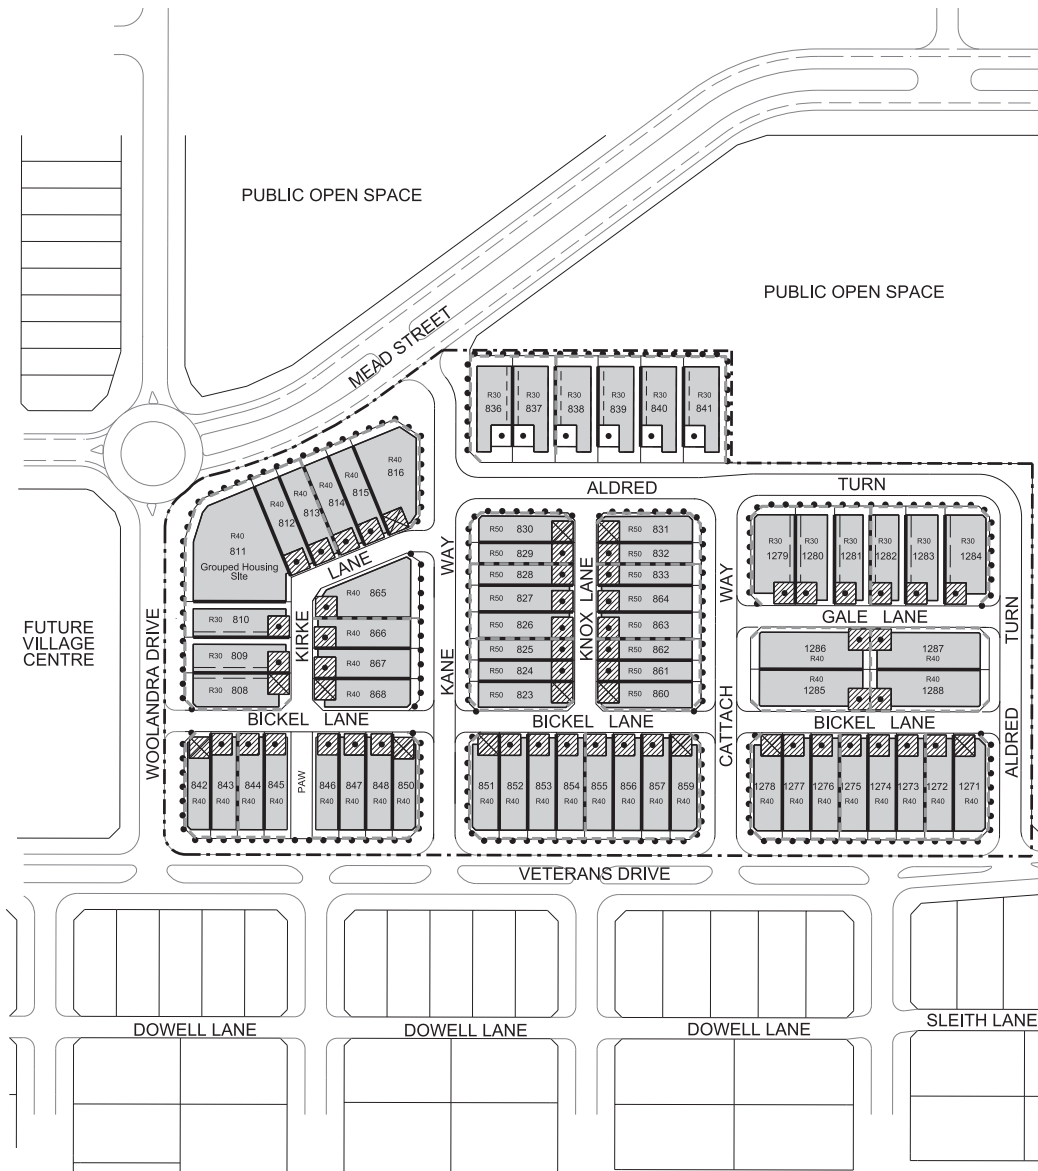 PUBLIC OPEN SPACE
PUBLIC OPEN SPACE
MEAD STREET
R30 836
R30 837
R30 838
R30 839
R30 840
R30 841
ALDRED
TURN
R40 816
R40 815
R40 814
R40 813
R40 812
R40
811
Grouped Housing
SIte
LANE
KIRKE
R30 810
R30 809
R30 808
R40 865
R40 866
R40 867
R40 868
WAY
KANE
R50 830
R50 829
R50 828
R50 827
R50 826
R50 825
R50 824
R50 823
KNOX LANE
R50 831
R50 832
R50 833
R50 864
R50 863
R50 862
R50 861
R50 860
WAY
CATTACH
R30 1279
R30 1280
R30 1281
R30 1282
R30 1283
R30 1284
GALE LANE
TURN
ALDRED
1286 R40
1287 R40
R40 1285
R40 1288
FUTURE
VILLAGE
CENTRE
WOOLANDRA DRIVE
BICKEL LANE
BICKEL LANE
BICKEL LANE
842 R40
843 R40
844 R40
845 R40
PAW
846 R40
847 R40
848 R40
850 R40
851 R40
852 R40
853 R40
854 R40
855 R40
856 R40
857 R40
859 R40
1278 R40
1277 R40
1276 R40
1275 R40
1274 R40
1273 R40
1272 R40
1271 R40
VETERANS DRIVE
DOWELL LANE
DOWELL LANE
DOWELL LANE
SLEITH LANE